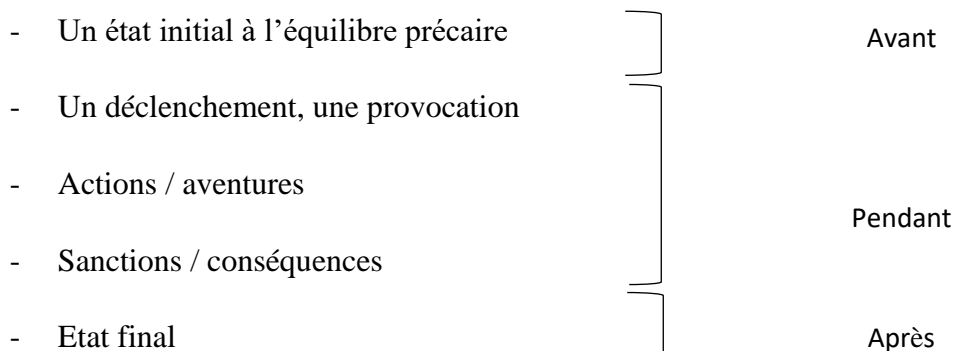 - Un état initial à l'équilibre précaire
Avant
- Un déclenchement, une provocation
- Actions / aventures
Pendant
- Sanctions / conséquences
- Etat final
Après